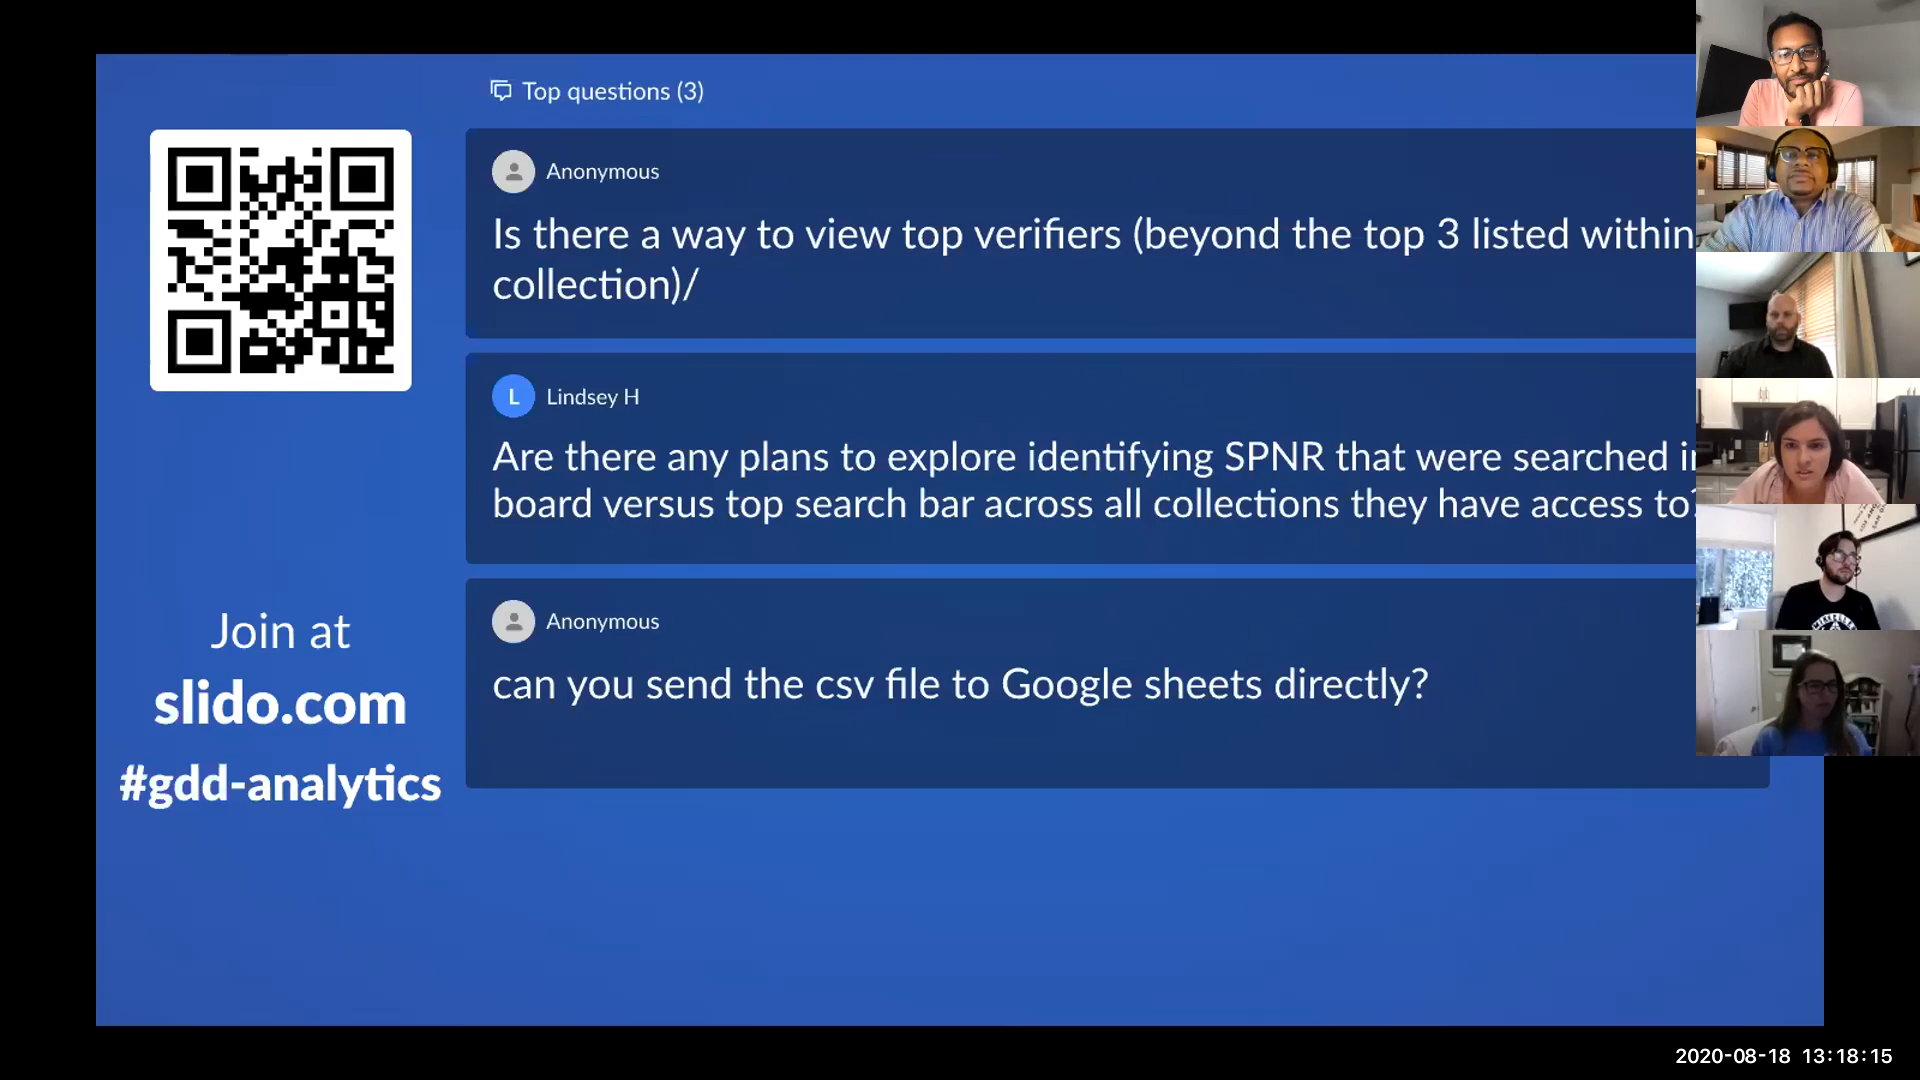 Top questions (3)
Anonymous
Is there a way to view top verifiers (beyond the top 3 listed within
collection)/
L
Lindsey H
Are there any plans to explore identifying SPNR that were searched
board versus top search bar across all collections they have access to?
Anonymous
can you send the csv file to Google sheets directly?
Join at
slido.com
#gdd-analytics
2020-08-18 13:18:15